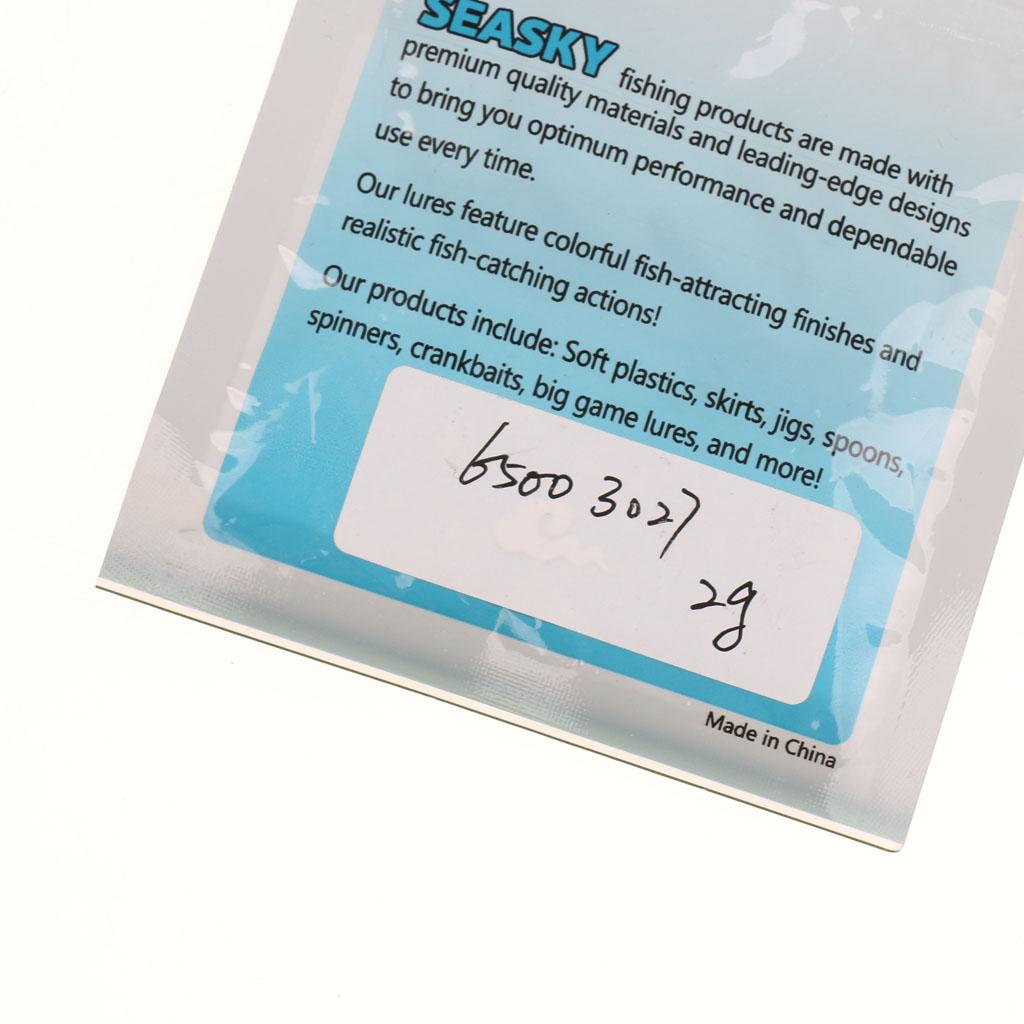 SEASKY fishing products are made with
premium quality materials and leading-edge designs
to bring you optimum performance and dependable
use every time.
Our lures feature colorful fish-attracting finishes and
realistic fish-catching actions!
Our products include: Soft plastics, skirts, jigs, spoons,
spinners, crankbaits, big game lures, and more!
6500 3027
2g
Made in China